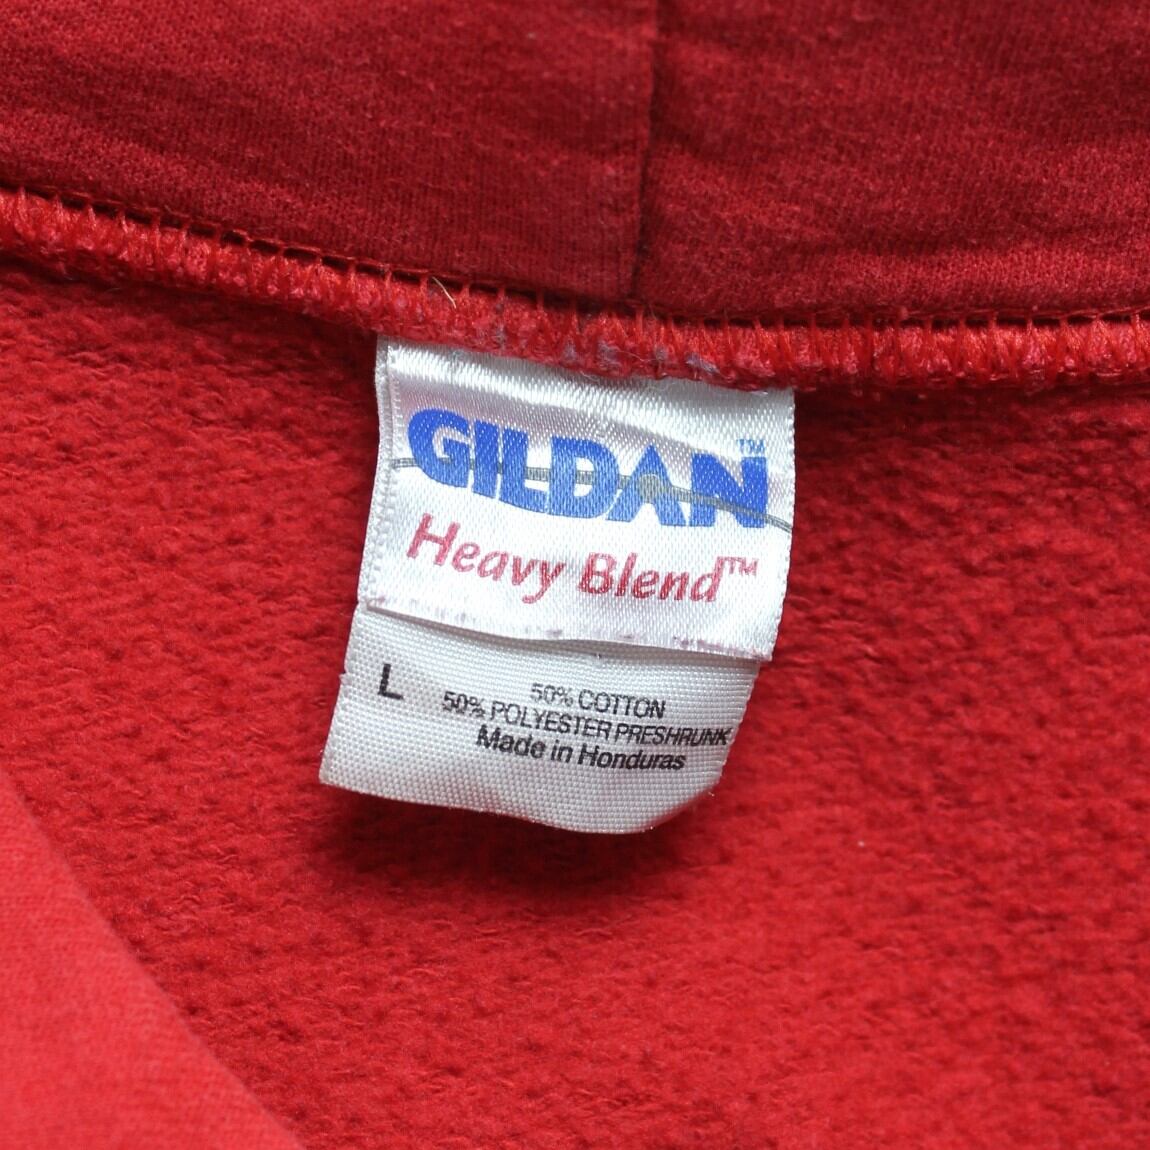 GILDAN™
Heavy Blend™
L
50% COTTON
50% POLYESTER PRESHRUNK
Made in Honduras